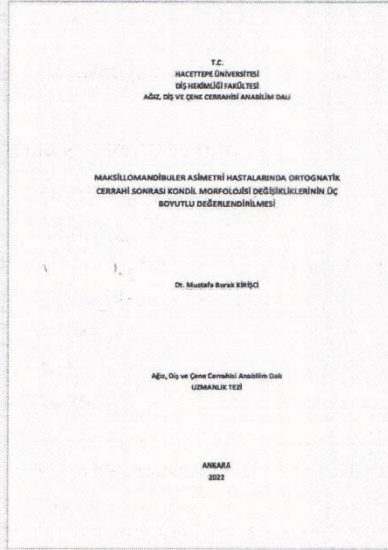 T.C.
HACETTEPE ÜNİVERSİTESİ
DİŞ HEKİMLİĞİ FAKÜLTESİ
AĞIZ, DİŞ VE ÇENE CERRAHİSİ ANABİLİM DALI
MAKSİLLOMANDİBULER ASİMETRİ HASTALARINDA ORTOGNATİK
CERRAHİ SONRASI KONDİL MORFOLOJİSİ DEĞİŞİKLİKLERİNİN ÜÇ
BOYUTLU DEĞERLENDİRİLMESİ
Dt. Mustafa Burak KİRİŞCİ
Ağız, Diş ve Çene Cerrahisi Anabilim Dalı
UZMANLIK TEZİ
ANKARA
2022